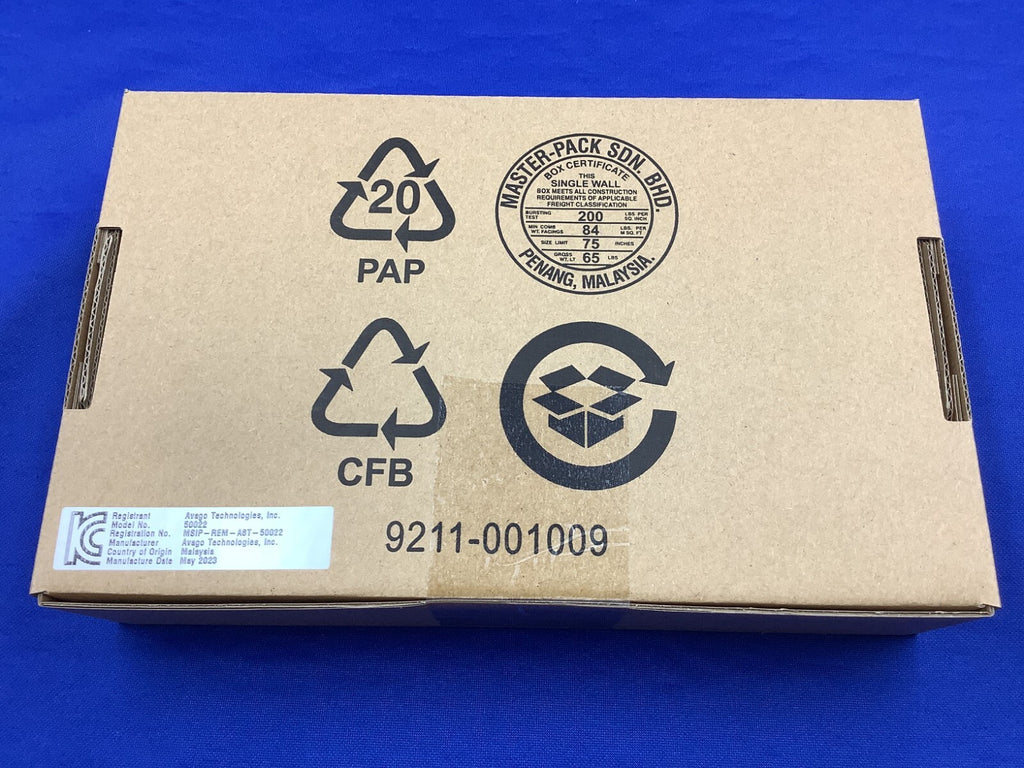 20
PAP
MASTER-PACK SDN. BHD.
BOX CERTIFICATE
THIS
SINGLE WALL
BOX MEETS ALL CONSTRUCTION
REQUIREMENTS OF APPLICABLE
FREIGHT CLASSIFICATION
BURSTING TEST 200 LBS PER SQ. INCH
MIN COMB WT. FACINGS 84 LBS. PER M SQ. FT
SIZE LIMIT 75 INCHES
GROSS WT. LT 65 LBS
PENANG, MALAYSIA.
CFB
9211-001009
Registrant Avago Technologies, Inc.
Model No. 50022
Registration No. MSIP-REM-A8T-50022
Manufacturer Avago Technologies, Inc.
Country of Origin Malaysia
Manufacture Date May 2023